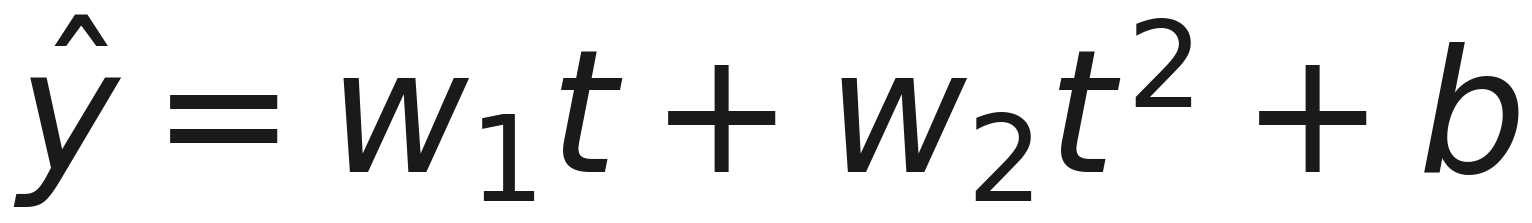 ŷ = w₁t + w₂t² + b